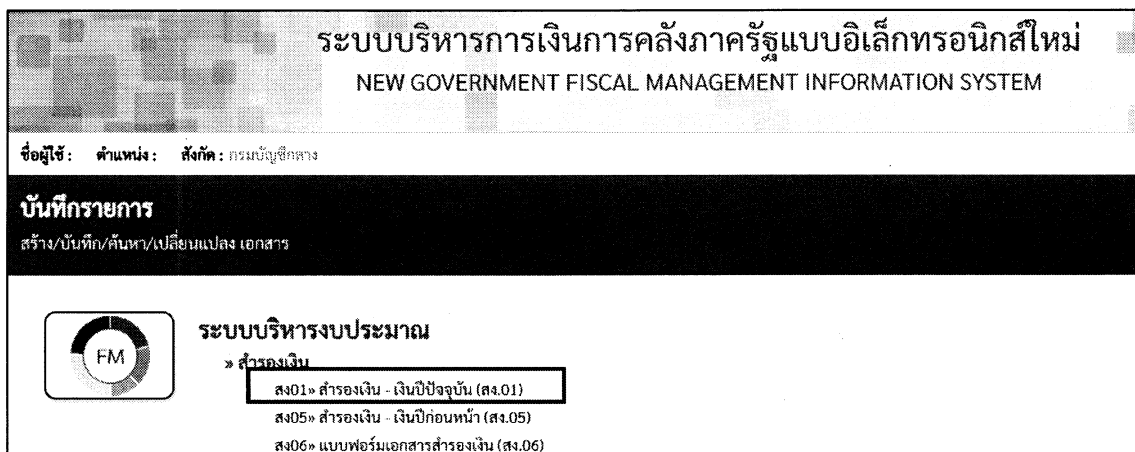 ระบบบริหารการเงินการคลังภาครัฐแบบอิเล็กทรอนิกส์ใหม่
NEW GOVERNMENT FISCAL MANAGEMENT INFORMATION SYSTEM
ชื่อผู้ใช้ : ตำแหน่ง : สังกัด : กรมบัญชีกลาง
บันทึกรายการ
สร้าง/บันทึก/ค้นหา/เปลี่ยนแปลง เอกสาร
FM
ระบบบริหารงบประมาณ
» สำรองเงิน
สง01» สำรองเงิน - เงินปีปัจจุบัน (สง.01)
สง05» สำรองเงิน - เงินปีก่อนหน้า (สง.05)
สง06» แบบฟอร์มเอกสารสำรองเงิน (สง.06)